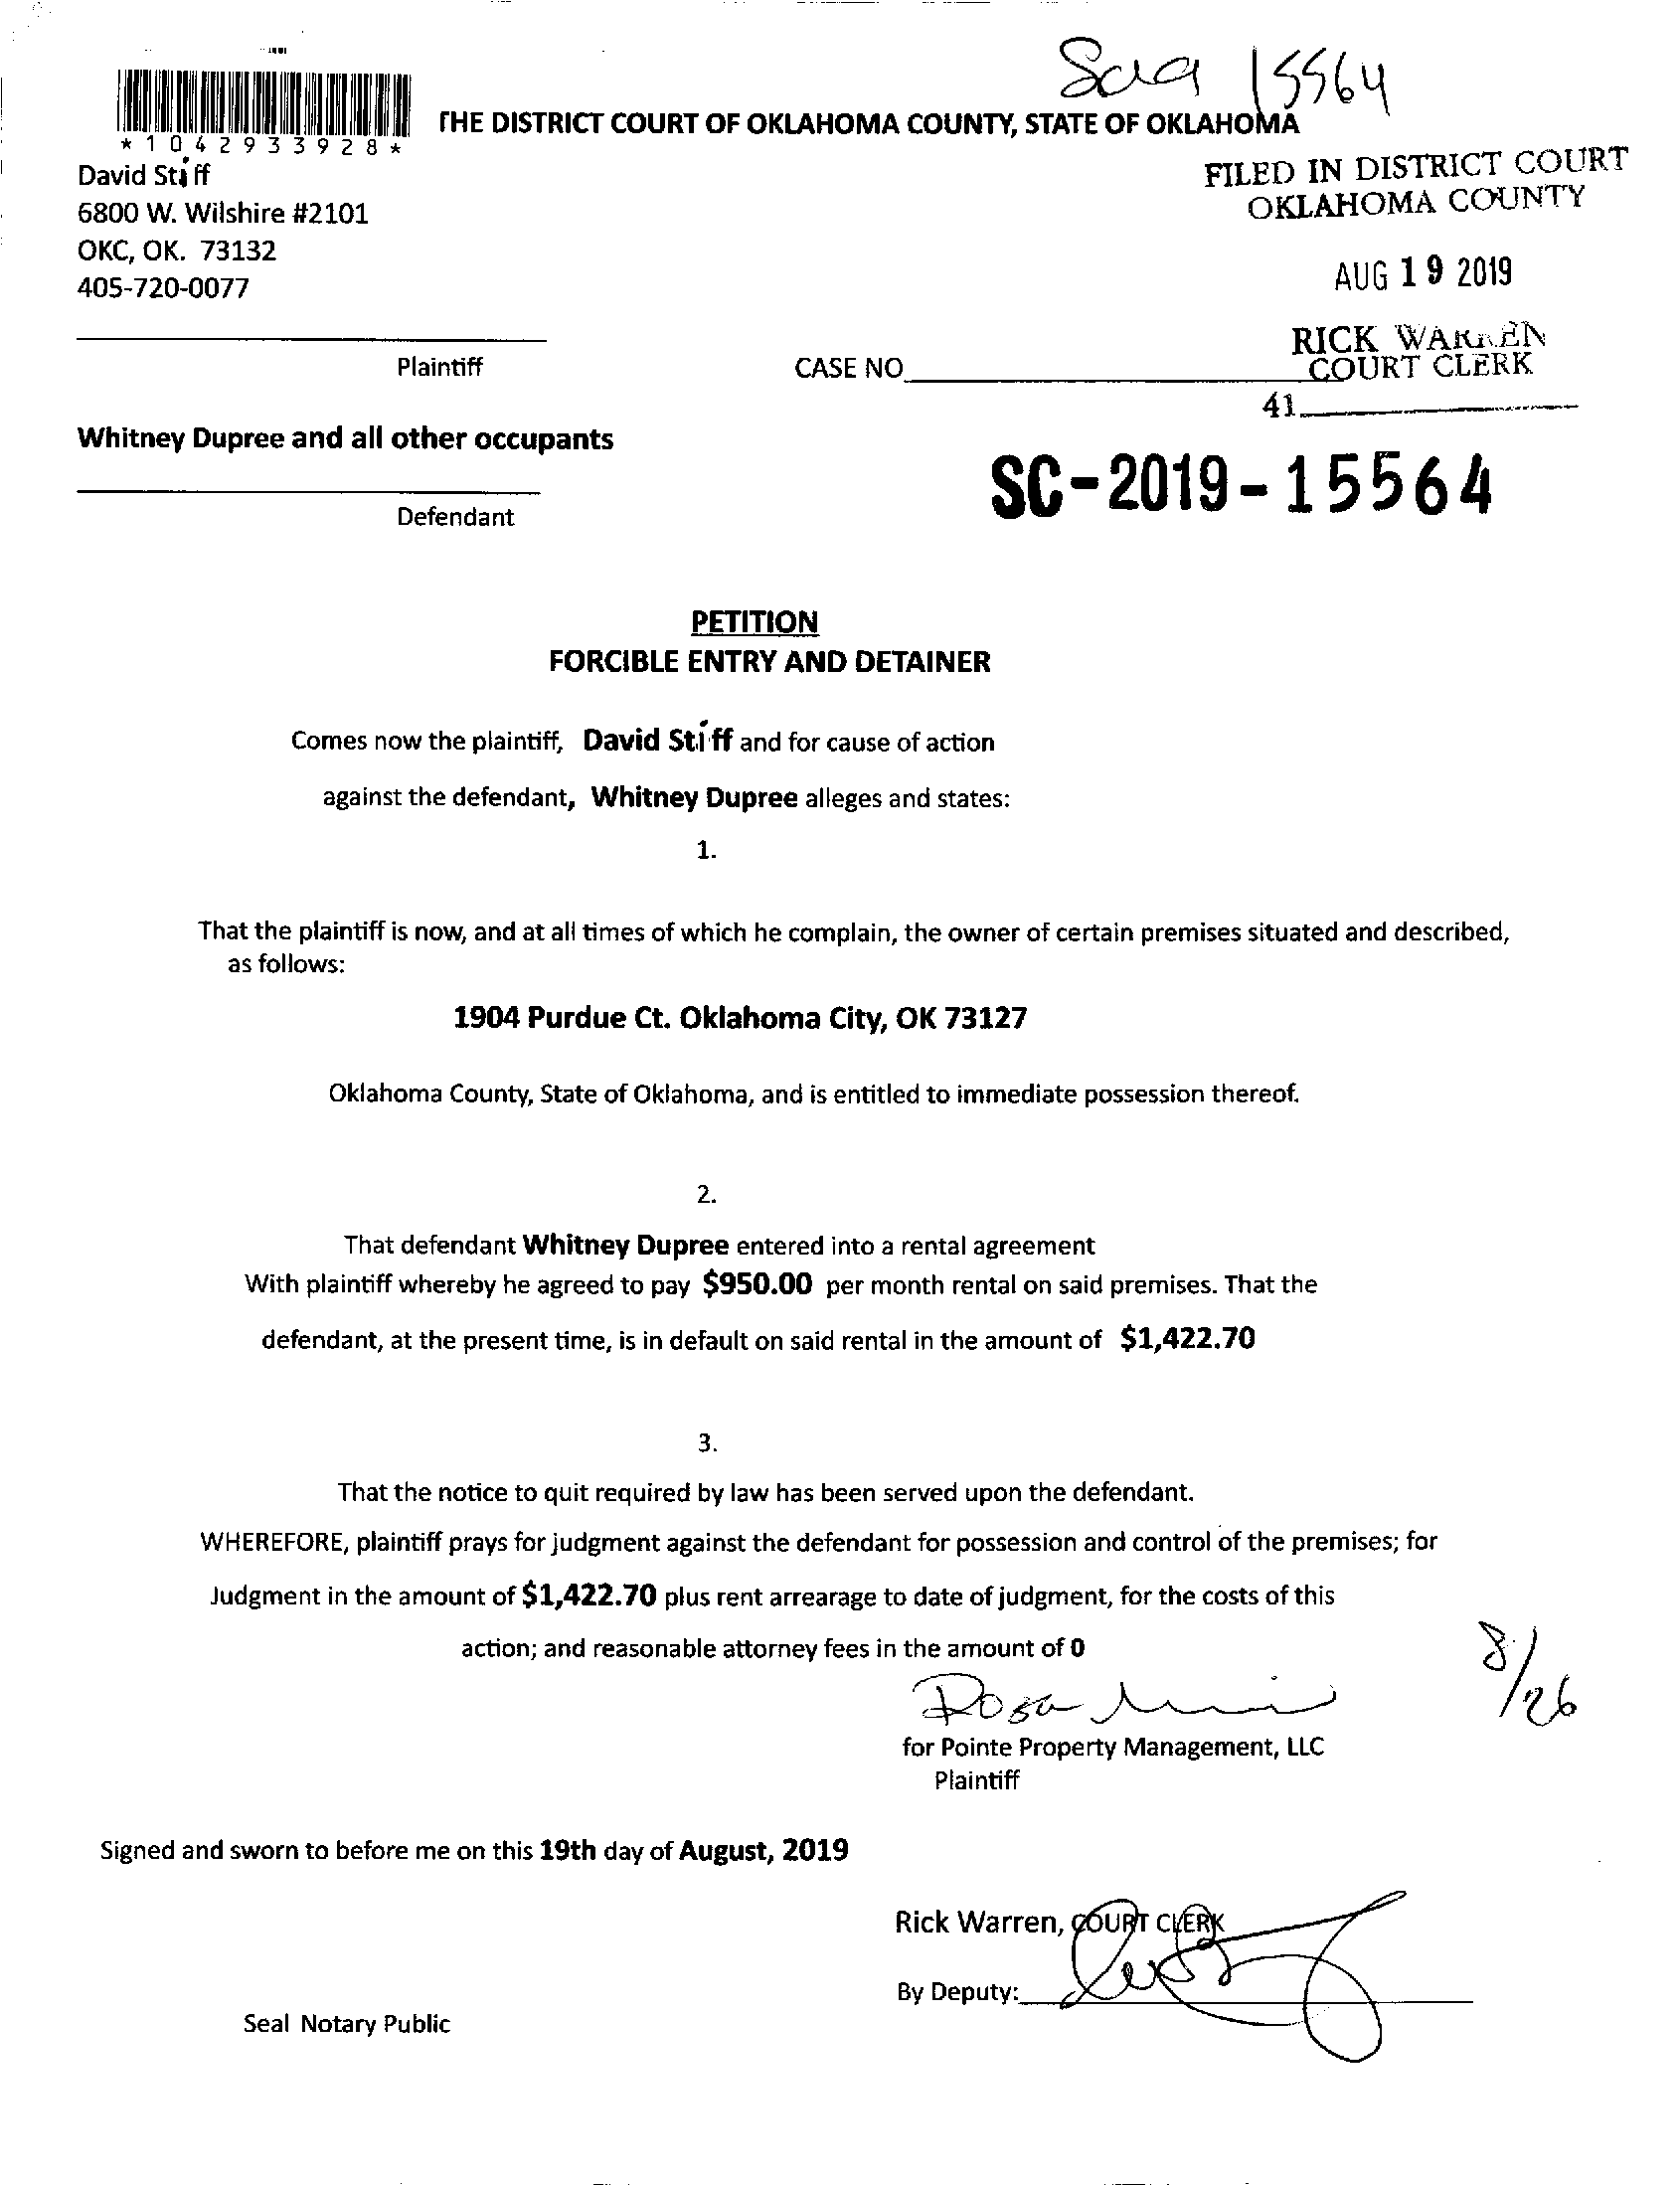 15564
THE DISTRICT COURT OF OKLAHOMA COUNTY, STATE OF OKLAHOMA
*1042933928*
David Stiff
6800 W. Wilshire #2101
OKC, OK. 73132
405-720-0077
FILED IN DISTRICT COURT
OKLAHOMA COUNTY
AUG 19 2019
RICK WARREN
COURT CLERK
41
Plaintiff
CASE NO
Whitney Dupree and all other occupants
SC-2019-15564
Defendant
PETITION
FORCIBLE ENTRY AND DETAINER
Comes now the plaintiff, David Stiff and for cause of action
against the defendant, Whitney Dupree alleges and states:
1.
That the plaintiff is now, and at all times of which he complain, the owner of certain premises situated and described,
as follows:
1904 Purdue Ct. Oklahoma City, OK 73127
Oklahoma County, State of Oklahoma, and is entitled to immediate possession thereof.
2.
That defendant Whitney Dupree entered into a rental agreement
With plaintiff whereby he agreed to pay $950.00 per month rental on said premises. That the
defendant, at the present time, is in default on said rental in the amount of $1,422.70
3.
That the notice to quit required by law has been served upon the defendant.
WHEREFORE, plaintiff prays for judgment against the defendant for possession and control of the premises; for
Judgment in the amount of $1,422.70 plus rent arrearage to date of judgment, for the costs of this
action; and reasonable attorney fees in the amount of 0
8/26
Rosa
for Pointe Property Management, LLC
Plaintiff
Signed and sworn to before me on this 19th day of August, 2019
Rick Warren, COURT CLERK
By Deputy:
Seal Notary Public